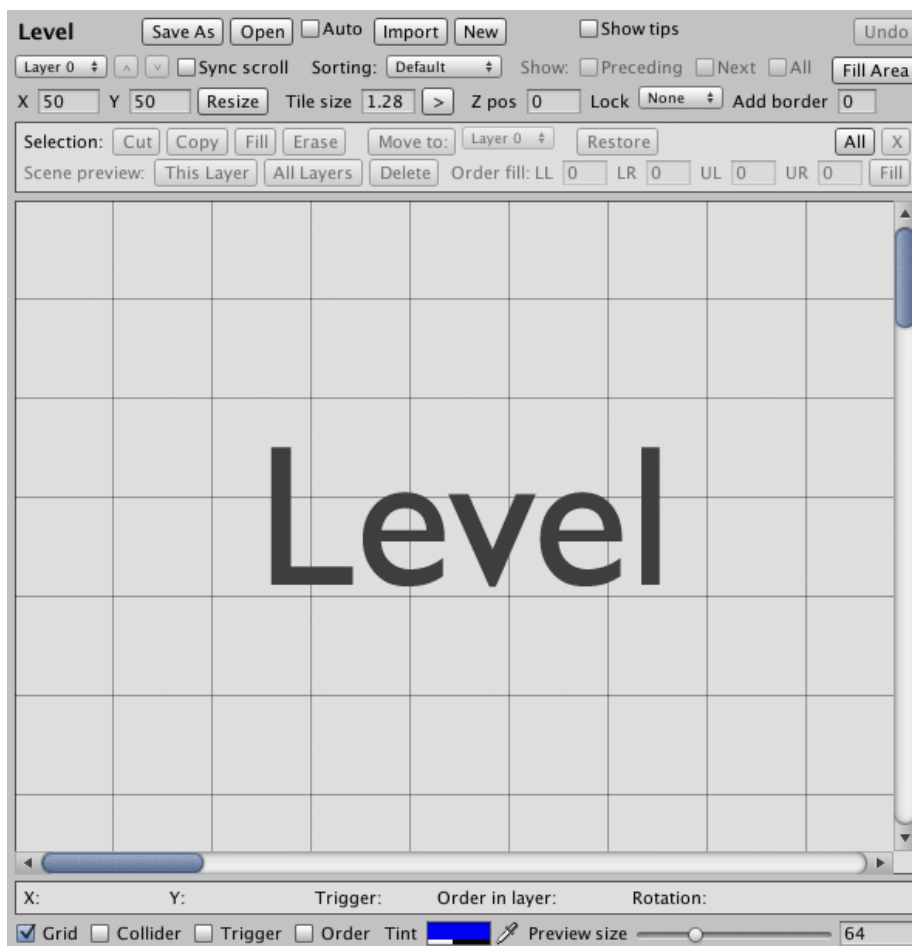 Level Save As Open Auto Import New Show tips Undo
Layer 0 ^ v Sync scroll Sorting: Default Show: Preceding Next All Fill Area
X 50 Y 50 Resize Tile size 1.28 > Z pos 0 Lock None Add border 0
Selection: Cut Copy Fill Erase Move to: Layer 0 Restore All X
Scene preview: This Layer All Layers Delete Order fill: LL 0 LR 0 UL 0 UR 0 Fill
Level
X: Y: Trigger: Order in layer: Rotation:
Grid Collider Trigger Order Tint Preview size 64